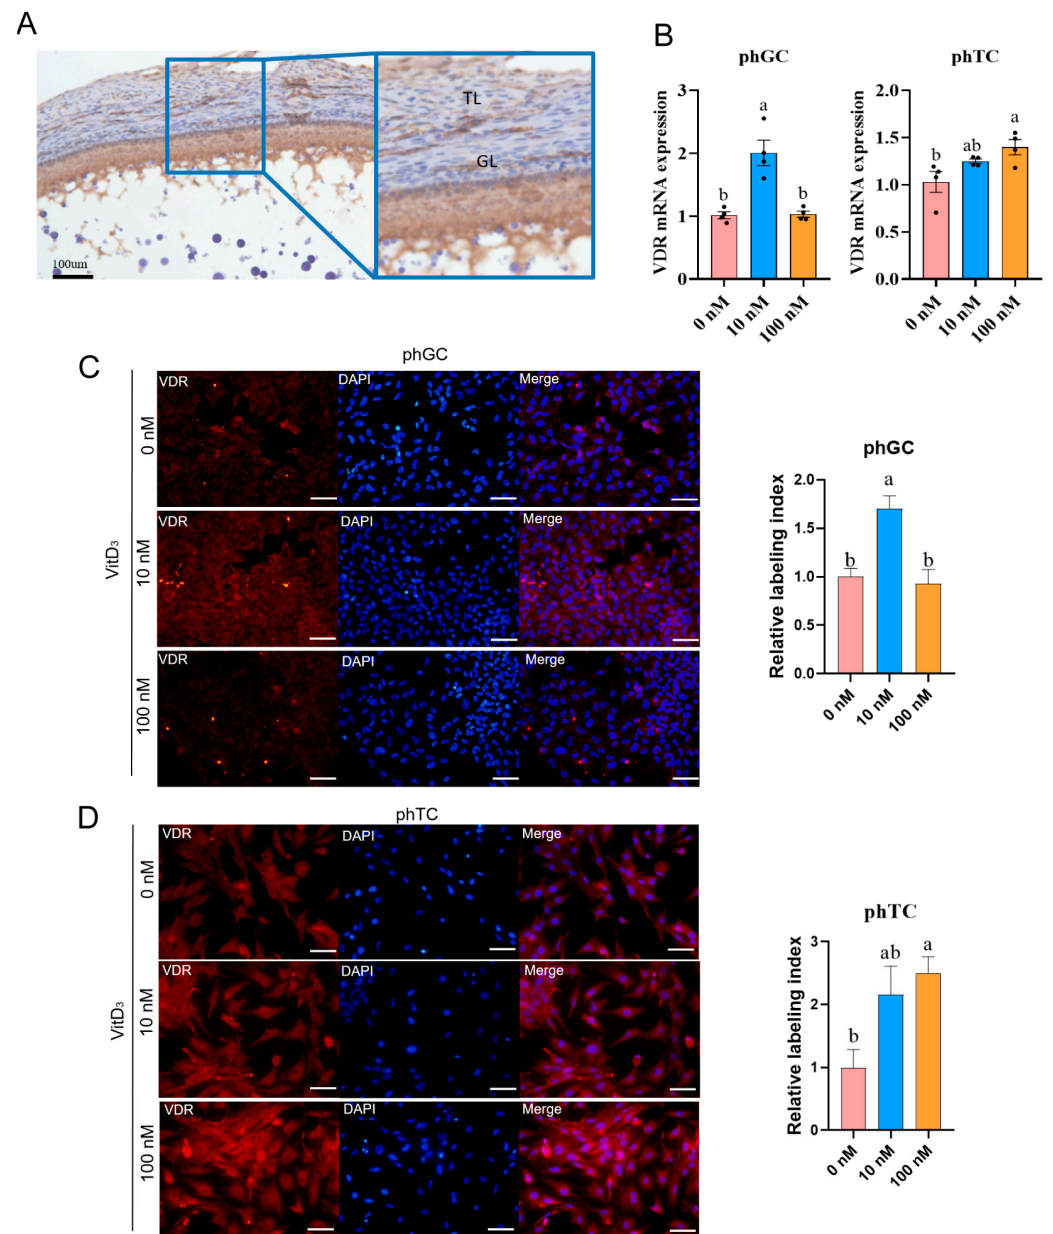 A
TL
GL
100um
B
phGC
VDR mRNA expression
3
2
1
0
b
a
b
0 nM
10 nM
100 nM
phTC
VDR mRNA expression
2.0
1.5
1.0
0.5
0.0
b
ab
a
0 nM
10 nM
100 nM
C
phGC
VitD₃
0 nM
VDR
DAPI
Merge
10 nM
VDR
DAPI
Merge
100 nM
VDR
DAPI
Merge
phGC
Relative labeling index
2.0
1.5
1.0
0.5
0.0
b
a
b
0 nM
10 nM
100 nM
D
phTC
VitD₃
0 nM
VDR
DAPI
Merge
10 nM
VDR
DAPI
Merge
100 nM
VDR
DAPI
Merge
phTC
Relative labeling index
3
2
1
0
b
ab
a
0 nM
10 nM
100 nM